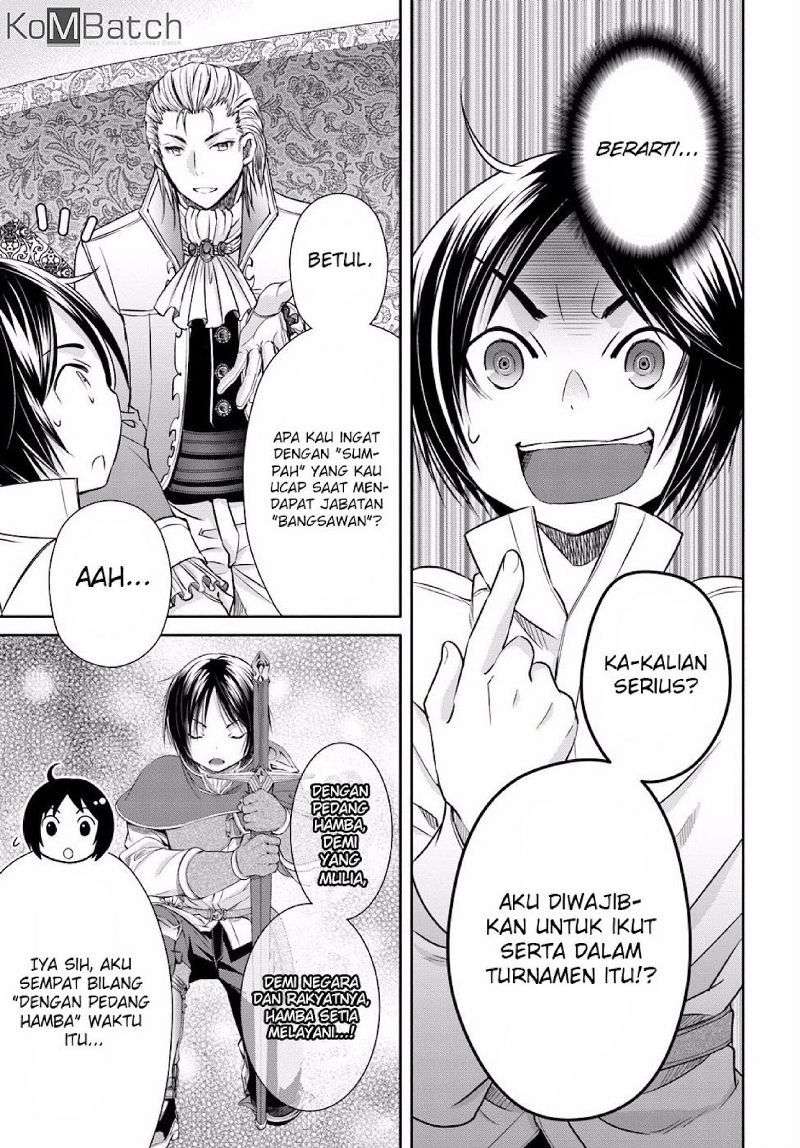 KoMBatch
BERARTI...
KA-KALIAN
SERIUS?
AKU DIWAJIB-
KAN UNTUK IKUT
SERTA DALAM
TURNAMEN ITU!?
BETUL.
APA KAU INGAT
DENGAN "SUM-
PAH" YANG KAU
UCAP SAAT MEN-
DAPAT JABATAN
"BANGSAWAN"?
AAH...
DENGAN
PEDANG
HAMBA,
DEMI
YANG
MULIA,
DEMI NEGARA
DAN RAKYATNYA,
HAMBA SETIA
MELAYANI...!
IYA SIH, AKU
SEMPAT BILANG
"DENGAN PEDANG
HAMBA" WAKTU
ITU...